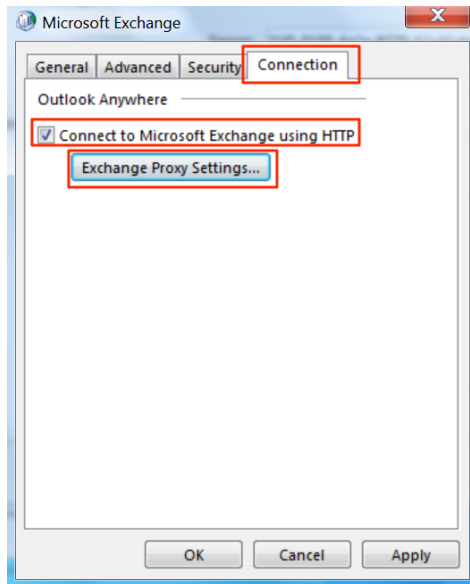 Microsoft Exchange
X
General Advanced Security Connection
Outlook Anywhere
Connect to Microsoft Exchange using HTTP
Exchange Proxy Settings...
OK Cancel Apply